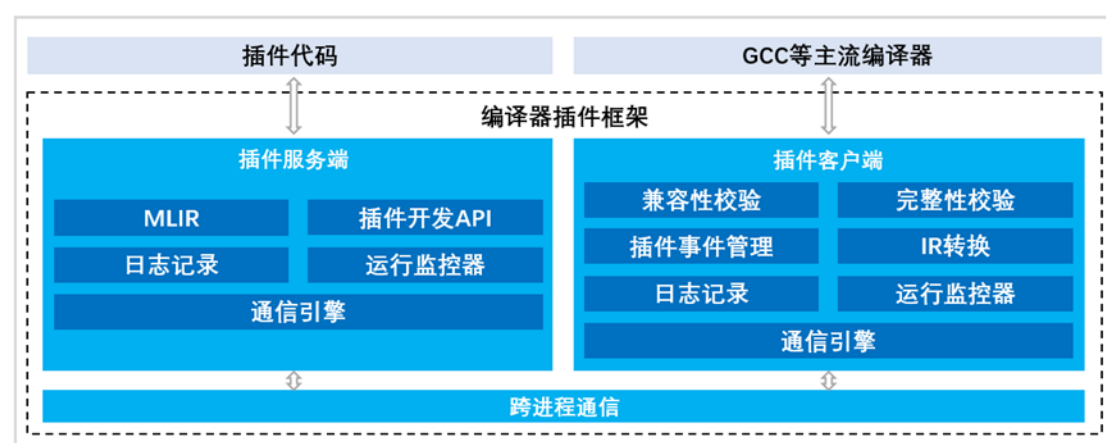 插件代码
GCC等主流编译器
编译器插件框架
插件服务端
MLIR
插件开发API
日志记录
运行监控器
通信引擎
插件客户端
兼容性校验
完整性校验
插件事件管理
IR转换
日志记录
运行监控器
通信引擎
跨进程通信